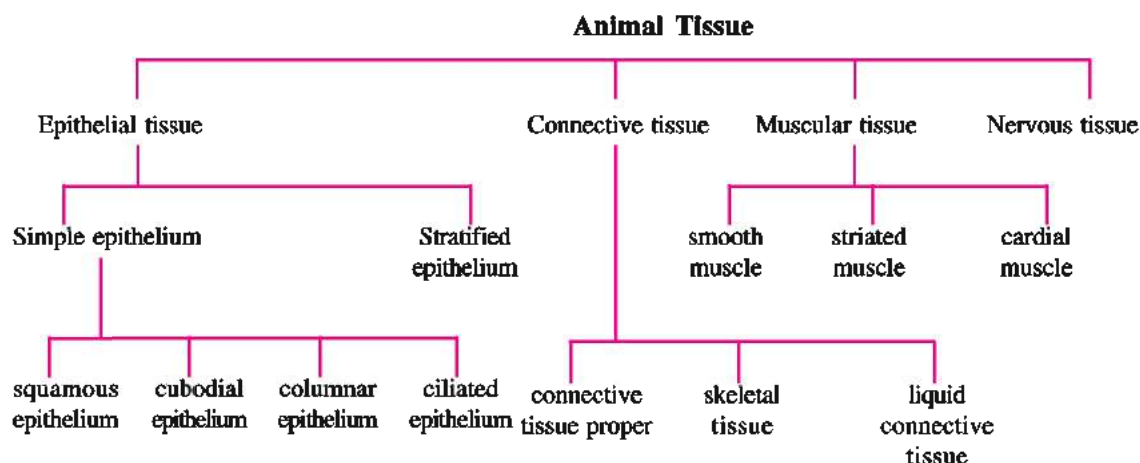 Animal Tissue
Epithelial tissue
Connective tissue
Muscular tissue
Nervous tissue
Simple epithelium
Stratified
epithelium
smooth
muscle
striated
muscle
cardial
muscle
squamous
epithelium
cubodial
epithelium
columnar
epithelium
ciliated
epithelium
connective
tissue proper
skeletal
tissue
liquid
connective
tissue